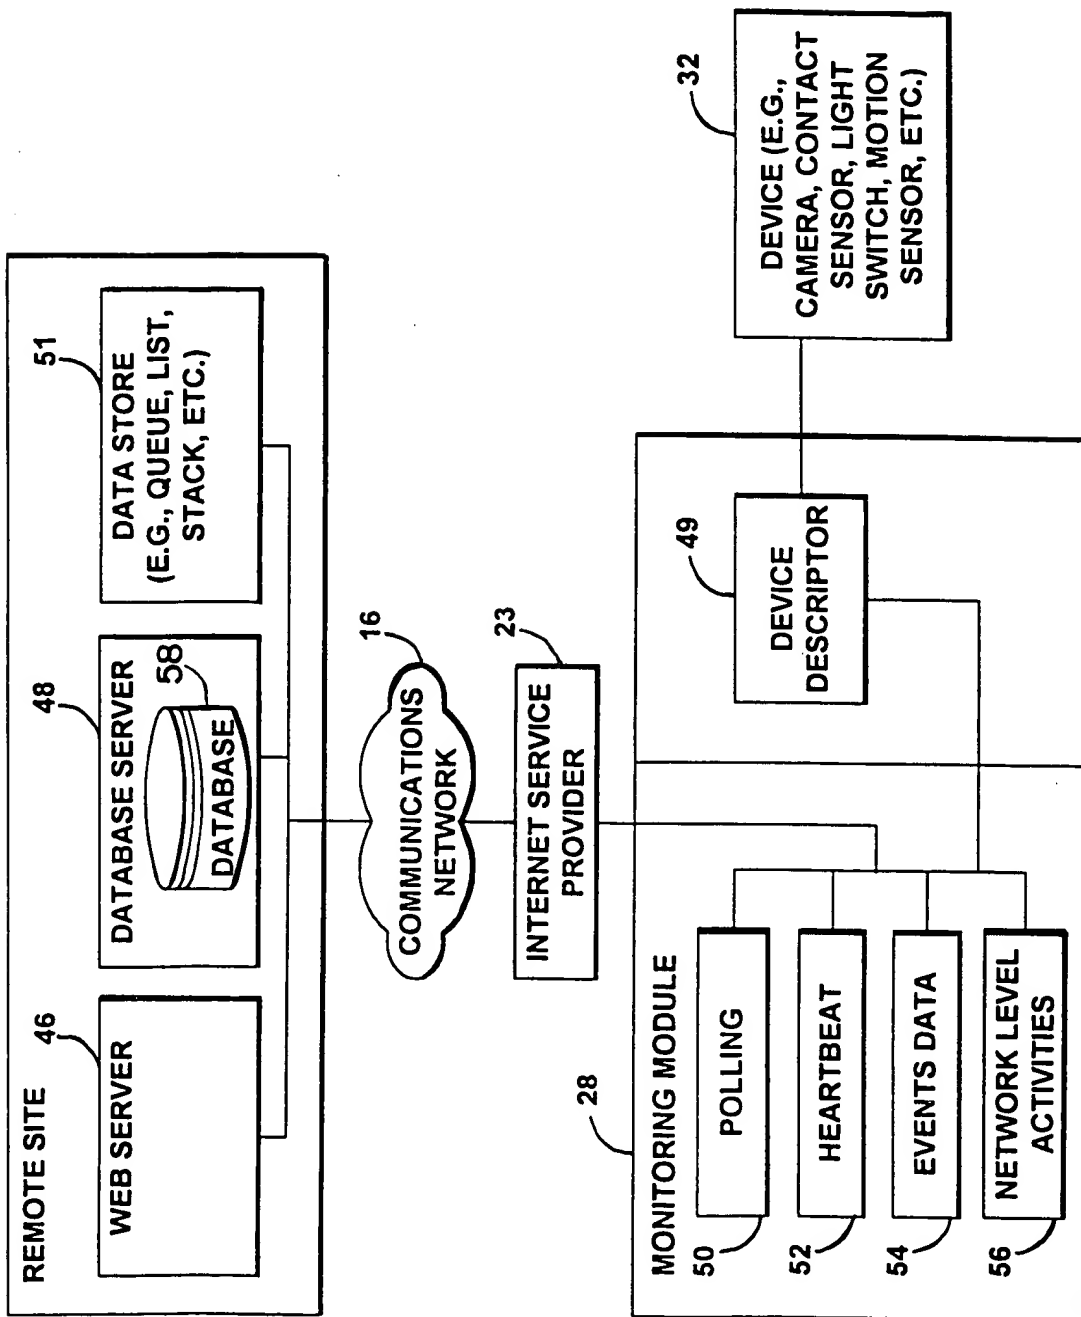 REMOTE SITE
46
WEB SERVER
48
DATABASE SERVER
58
DATABASE
51
DATA STORE
(E.G., QUEUE, LIST,
STACK, ETC.)
16
COMMUNICATIONS
NETWORK
23
INTERNET SERVICE
PROVIDER
28
MONITORING MODULE
50
POLLING
52
HEARTBEAT
54
EVENTS DATA
56
NETWORK LEVEL
ACTIVITIES
49
DEVICE
DESCRIPTOR
32
DEVICE (E.G.,
CAMERA, CONTACT
SENSOR, LIGHT
SWITCH, MOTION
SENSOR, ETC.)